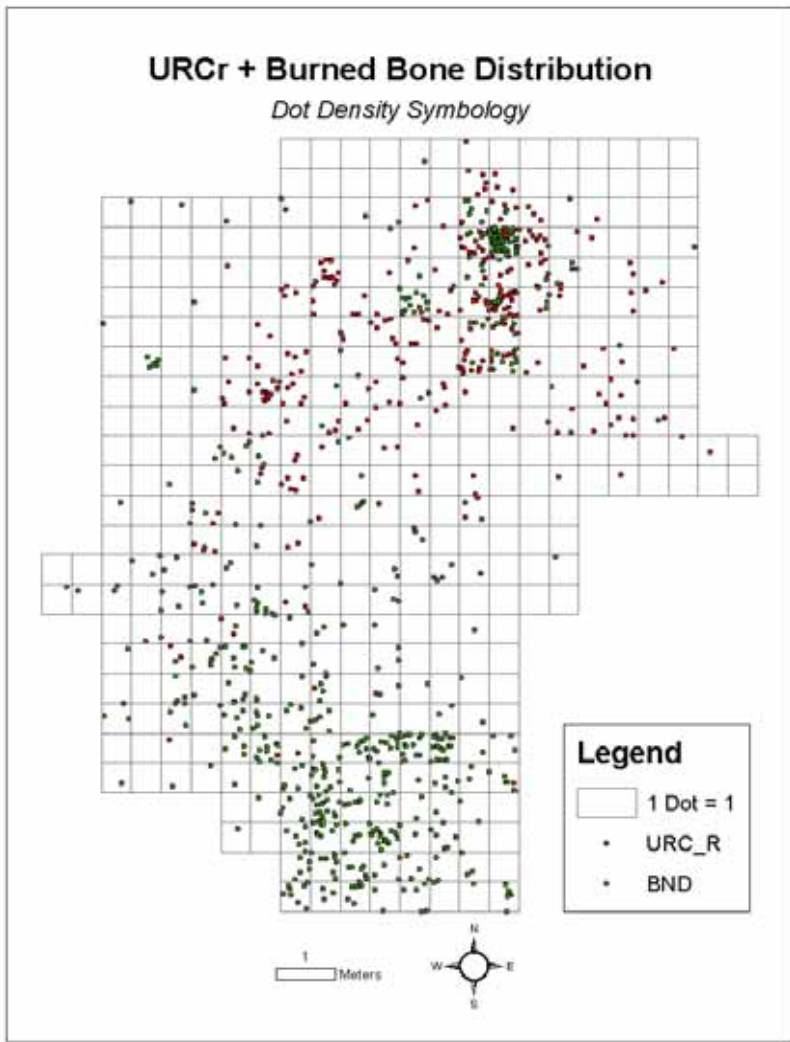 URCr + Burned Bone Distribution
Dot Density Symbology
Legend
1 Dot = 1
URC_R
BND
1
Meters
N
W
E
S